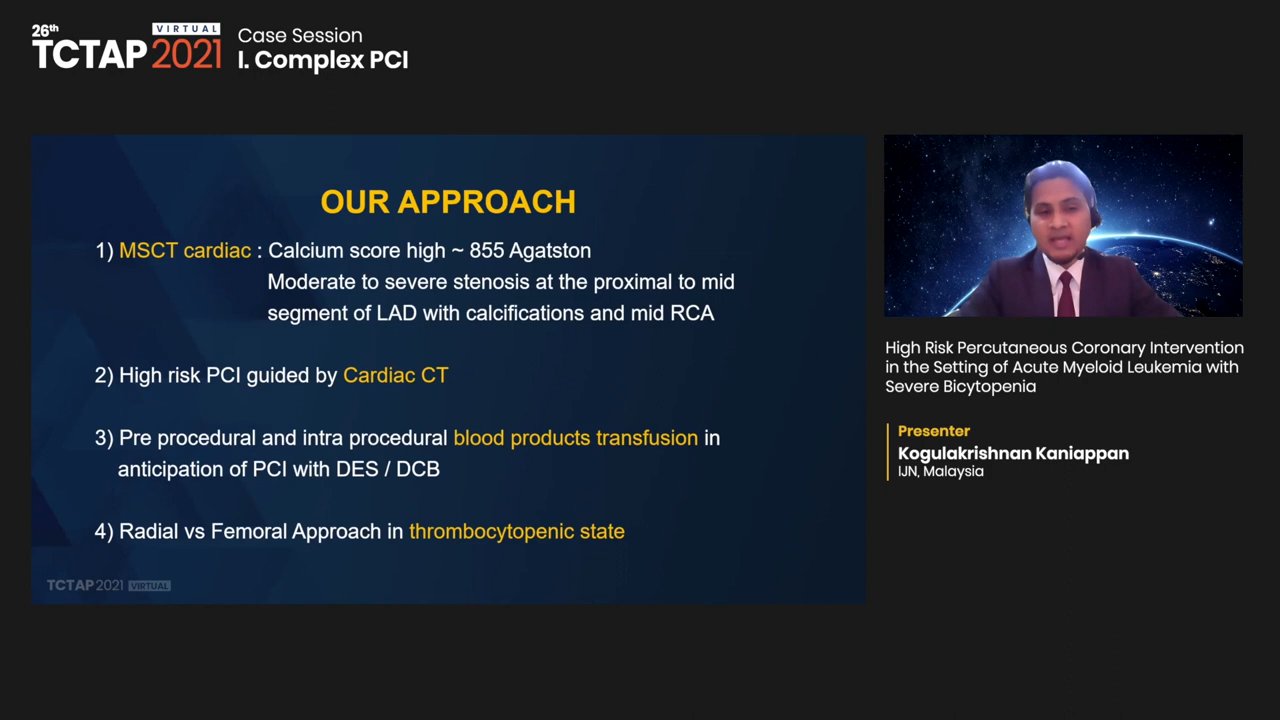 26th
VIRTUAL
TCTAP 2021
Case Session
I. Complex PCI
OUR APPROACH
1) MSCT cardiac : Calcium score high ~ 855 Agatston
Moderate to severe stenosis at the proximal to mid
segment of LAD with calcifications and mid RCA
2) High risk PCI guided by Cardiac CT
3) Pre procedural and intra procedural blood products transfusion in
anticipation of PCI with DES / DCB
4) Radial vs Femoral Approach in thrombocytopenic state
TCTAP 2021 VIRTUAL
High Risk Percutaneous Coronary Intervention
in the Setting of Acute Myeloid Leukemia with
Severe Bicytopenia
Presenter
Kogulakrishnan Kaniappan
IJN, Malaysia